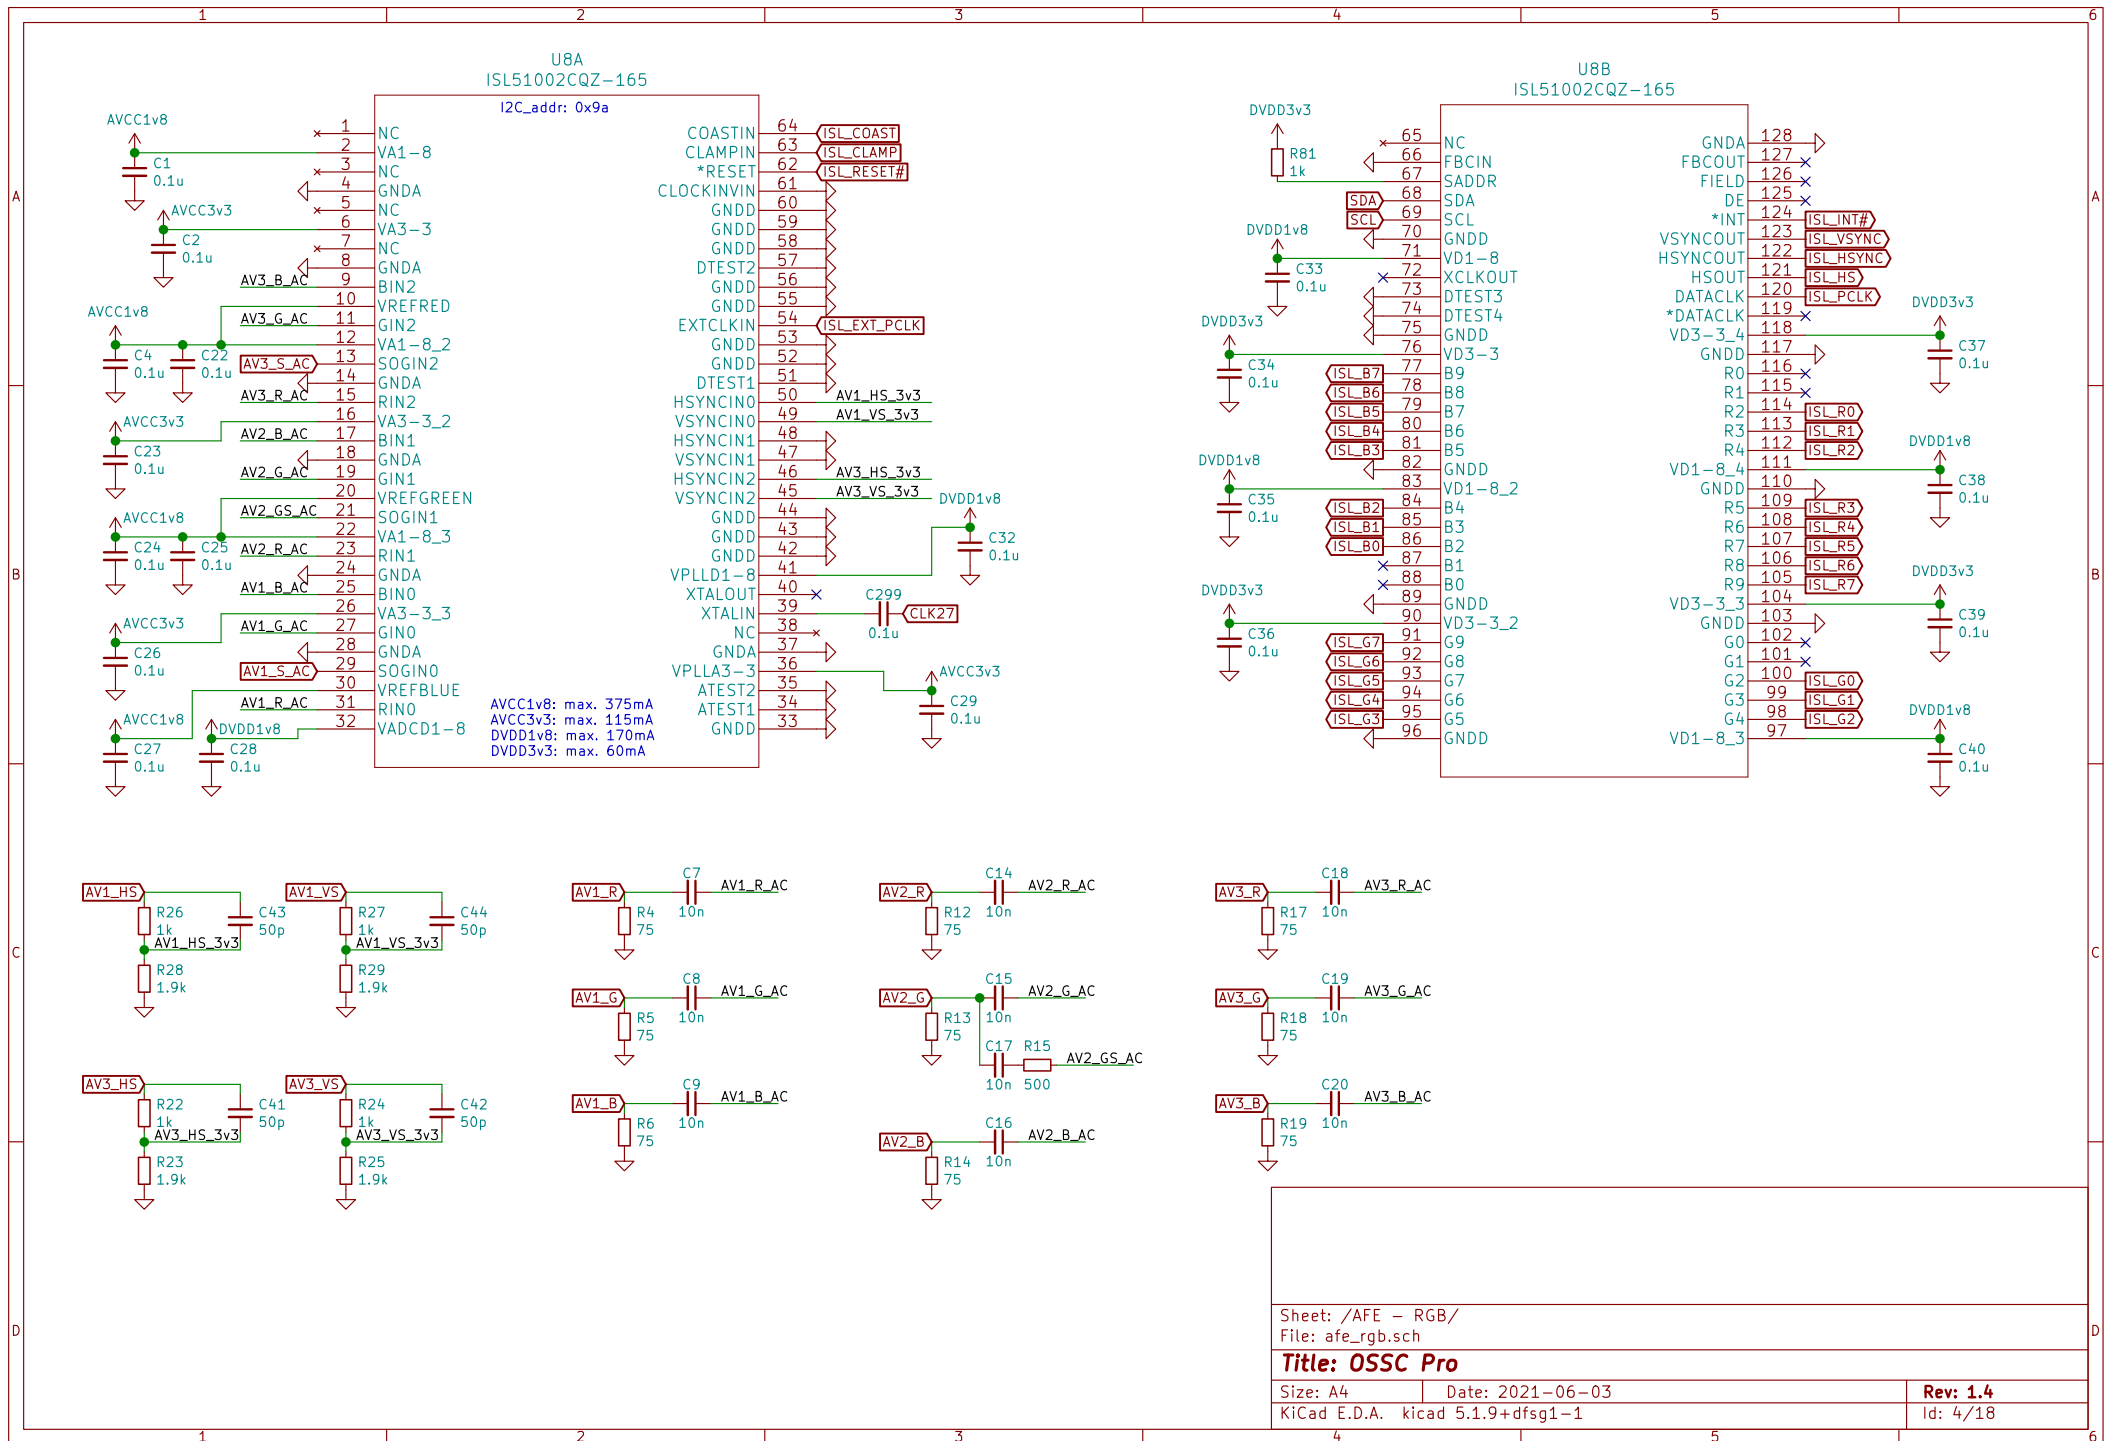 1 2 3 4 5 6
A A
B B
C C
D D
U8A
ISL51002CQZ-165
I2C_addr: 0x9a
1 NC
2 VA1-8
3 NC
4 GNDA
5 NC
6 VA3-3
7 NC
8 GNDA
9 BIN2
10 VREFRED
11 GIN2
12 VA1-8_2
13 SOGIN2
14 GNDA
15 RIN2
16 VA3-3_2
17 BIN1
18 GNDA
19 GIN1
20 VREFGREEN
21 SOGIN1
22 VA1-8_3
23 RIN1
24 GNDA
25 BIN0
26 VA3-3_3
27 GIN0
28 GNDA
29 SOGIN0
30 VREFBLUE
31 RIN0
32 VADCD1-8
AVCC1v8
C1
0.1u
AVCC3v3
C2
0.1u
AV3_B_AC
AVCC1v8
AV3_G_AC
C4
0.1u
C22
0.1u
AV3_S_AC
AV3_R_AC
AVCC3v3
AV2_B_AC
C23
0.1u
AV2_G_AC
AVCC1v8
AV2_GS_AC
C24
0.1u
C25
0.1u
AV2_R_AC
AV1_B_AC
AVCC3v3
AV1_G_AC
C26
0.1u
AV1_S_AC
AV1_R_AC
AVCC1v8
DVDD1v8
C27
0.1u
C28
0.1u
COASTIN 64 ISL_COAST
CLAMPIN 63 ISL_CLAMP
*RESET 62 ISL_RESET#
CLOCKINVIN 61
GNDD 60
GNDD 59
GNDD 58
DTEST2 57
GNDD 56
GNDD 55
EXTCLKIN 54 ISL_EXT_PCLK
GNDD 53
GNDD 52
DTEST1 51
HSYNCIN0 50 AV1_HS_3v3
VSYNCIN0 49 AV1_VS_3v3
HSYNCIN1 48
VSYNCIN1 47
HSYNCIN2 46 AV3_HS_3v3
VSYNCIN2 45 AV3_VS_3v3
GNDD 44
GNDD 43
GNDD 42
VPLLD1-8 41
XTALOUT 40
XTALIN 39
NC 38
GNDA 37
VPLLA3-3 36
ATEST2 35
ATEST1 34
GNDD 33
DVDD1v8
C32
0.1u
C299
0.1u
CLK27
AVCC3v3
C29
0.1u
AVCC1v8: max. 375mA
AVCC3v3: max. 115mA
DVDD1v8: max. 170mA
DVDD3v3: max. 60mA
U8B
ISL51002CQZ-165
DVDD3v3
R81
1k
65 NC
66 FBCIN
67 SADDR
SDA 68 SDA
SCL 69 SCL
70 GNDD
71 VD1-8
72 XCLKOUT
73 DTEST3
74 DTEST4
75 GNDD
76 VD3-3
ISL_B7 77 B9
ISL_B6 78 B8
ISL_B5 79 B7
ISL_B4 80 B6
ISL_B3 81 B5
82 GNDD
83 VD1-8_2
ISL_B2 84 B4
ISL_B1 85 B3
ISL_B0 86 B2
87 B1
88 B0
89 GNDD
90 VD3-3_2
ISL_G7 91 G9
ISL_G6 92 G8
ISL_G5 93 G7
ISL_G4 94 G6
ISL_G3 95 G5
96 GNDD
DVDD1v8
C33
0.1u
DVDD3v3
C34
0.1u
DVDD1v8
C35
0.1u
DVDD3v3
C36
0.1u
GNDA 128
FBCOUT 127
FIELD 126
DE 125
*INT 124 ISL_INT#
VSYNCOUT 123 ISL_VSYNC
HSYNCOUT 122 ISL_HSYNC
HSOUT 121 ISL_HS
DATACLK 120 ISL_PCLK
*DATACLK 119
VD3-3_4 118
GNDD 117
R0 116
R1 115
R2 114 ISL_R0
R3 113 ISL_R1
R4 112 ISL_R2
VD1-8_4 111
GNDD 110
R5 109 ISL_R3
R6 108 ISL_R4
R7 107 ISL_R5
R8 106 ISL_R6
R9 105 ISL_R7
VD3-3_3 104
GNDD 103
G0 102
G1 101
G2 100 ISL_G0
G3 99 ISL_G1
G4 98 ISL_G2
VD1-8_3 97
DVDD3v3
C37
0.1u
DVDD1v8
C38
0.1u
DVDD3v3
C39
0.1u
DVDD1v8
C40
0.1u
AV1_HS
R26
1k
C43
50p
AV1_HS_3v3
R28
1.9k
AV1_VS
R27
1k
C44
50p
AV1_VS_3v3
R29
1.9k
AV3_HS
R22
1k
C41
50p
AV3_HS_3v3
R23
1.9k
AV3_VS
R24
1k
C42
50p
AV3_VS_3v3
R25
1.9k
AV1_R
C7
10n
AV1_R_AC
R4
75
AV1_G
C8
10n
AV1_G_AC
R5
75
AV1_B
C9
10n
AV1_B_AC
R6
75
AV2_R
C14
10n
AV2_R_AC
R12
75
AV2_G
C15
10n
AV2_G_AC
R13
75
C17
10n
R15
500
AV2_GS_AC
AV2_B
C16
10n
AV2_B_AC
R14
75
AV3_R
C18
10n
AV3_R_AC
R17
75
AV3_G
C19
10n
AV3_G_AC
R18
75
AV3_B
C20
10n
AV3_B_AC
R19
75
Sheet: /AFE - RGB/
File: afe_rgb.sch
Title: OSSC Pro
Size: A4 Date: 2021-06-03 Rev: 1.4
KiCad E.D.A. kicad 5.1.9+dfsg1-1 Id: 4/18
1 2 3 4 5 6